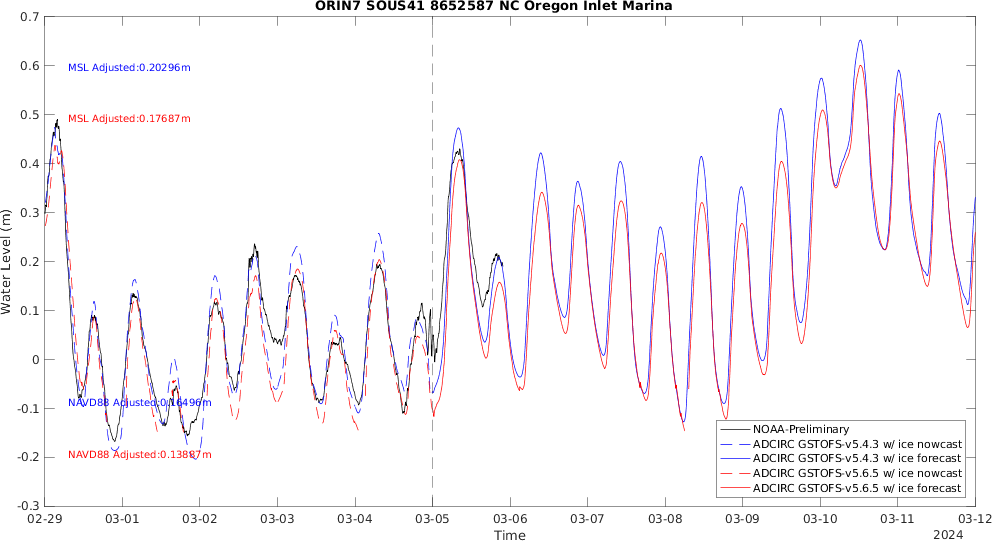 ORIN7 SOUS41 8652587 NC Oregon Inlet Marina
0.7
0.6
0.5
0.4
0.3
0.2
0.1
0
-0.1
-0.2
-0.3
Water Level (m)
MSL Adjusted:0.20296m
MSL Adjusted:0.17687m
NAVD88 Adjusted:0.16496m
NAVD88 Adjusted:0.13887m
NOAA-Preliminary
ADCIRC GSTOFS-v5.4.3 w/ ice nowcast
ADCIRC GSTOFS-v5.4.3 w/ ice forecast
ADCIRC GSTOFS-v5.6.5 w/ ice nowcast
ADCIRC GSTOFS-v5.6.5 w/ ice forecast
02-29 03-01 03-02 03-03 03-04 03-05 03-06 03-07 03-08 03-09 03-10 03-11 03-12
Time
2024